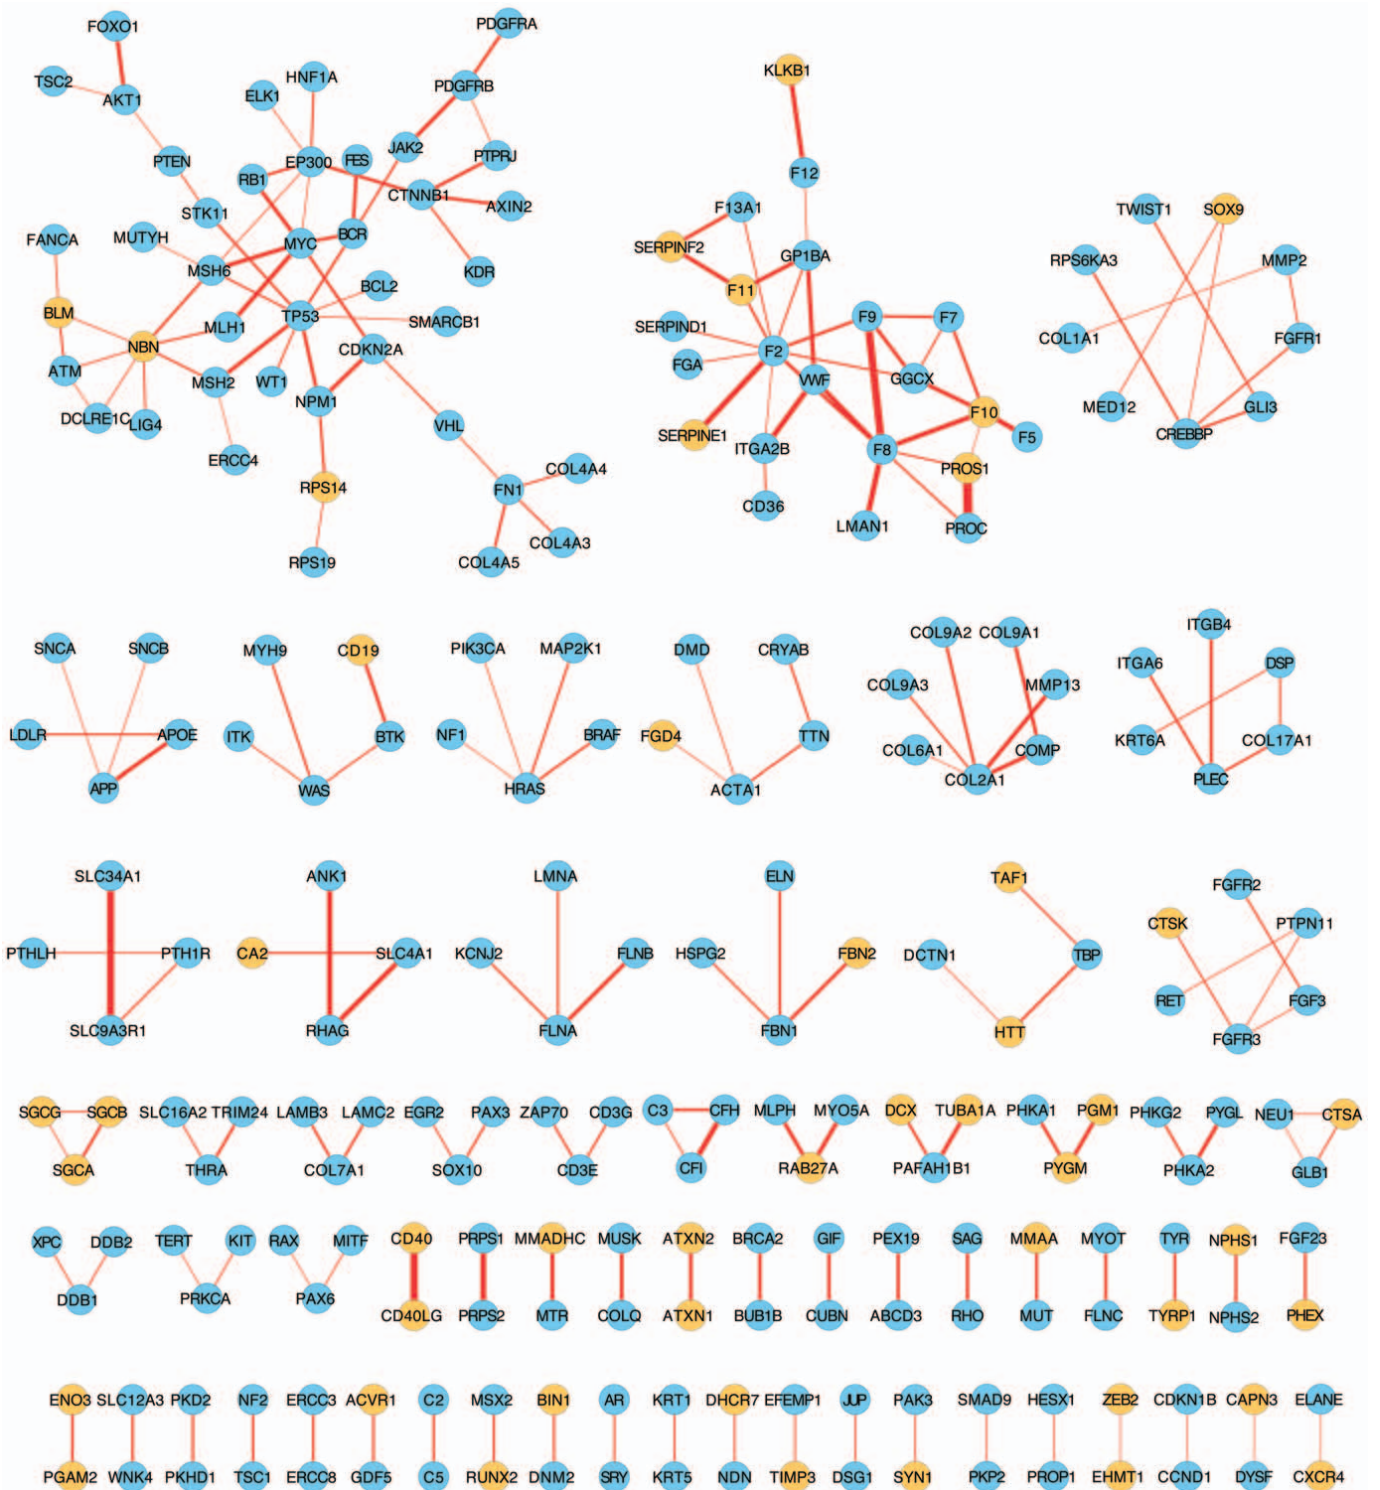 FOXO1
PDGFRA
TSC2
AKT1
ELK1
HNF1A
PDGFRB
PTEN
RB1
EP300
FES
JAK2
PTPRJ
CTNNB1
AXIN2
STK11
FANCA
MUTYH
MYC
BCR
MSH6
KDR
BCL2
BLM
MLH1
TP53
SMARCB1
NBN
CDKN2A
ATM
MSH2
WT1
NPM1
DCLRE1C
LIG4
VHL
ERCC4
RPS14
FN1
COL4A4
COL4A3
RPS19
COL4A5
KLKB1
F12
F13A1
SERPINF2
GP1BA
F11
SERPIND1
F9
F7
FGA
F2
VWF
GGCX
F10
SERPINE1
ITGA2B
F8
F5
PROS1
CD36
LMAN1
PROC
TWIST1
SOX9
RPS6KA3
MMP2
COL1A1
FGFR1
MED12
GLI3
CREBBP
SNCA
SNCB
LDLR
APOE
APP
MYH9
CD19
ITK
BTK
WAS
PIK3CA
MAP2K1
NF1
BRAF
HRAS
DMD
CRYAB
FGD4
TTN
ACTA1
COL9A2
COL9A1
COL9A3
MMP13
COL6A1
COMP
COL2A1
ITGB4
ITGA6
DSP
KRT6A
COL17A1
PLEC
SLC34A1
PTHLH
PTH1R
SLC9A3R1
ANK1
CA2
SLC4A1
RHAG
LMNA
KCNJ2
FLNB
FLNA
ELN
HSPG2
FBN2
FBN1
TAF1
DCTN1
TBP
HTT
FGFR2
CTSK
PTPN11
RET
FGF3
FGFR3
SGCG SGCB SLC16A2 TRIM24 LAMB3 LAMC2 EGR2 PAX3 ZAP70 CD3G C3 CFH MLPH MYO5A DCX TUBA1A PHKA1 PGM1 PHKG2 PYGL NEU1 CTSA
SGCA THRA COL7A1 SOX10 CD3E CFI RAB27A PAFAH1B1 PYGM PHKA2 GLB1
XPC DDB2 TERT KIT RAX MITF CD40 PRPS1 MMADHC MUSK ATXN2 BRCA2 GIF PEX19 SAG MMAA MYOT TYR NPHS1 FGF23
DDB1 PRKCA PAX6 CD40LG PRPS2 MTR COLQ ATXN1 BUB1B CUBN ABCD3 RHO MUT FLNC TYRP1 NPHS2 PHEX
ENO3 SLC12A3 PKD2 NF2 ERCC3 ACVR1 C2 MSX2 BIN1 AR KRT1 DHCR7 EFEMP1 JUP PAK3 SMAD9 HESX1 ZEB2 CDKN1B CAPN3 ELANE
PGAM2 WNK4 PKHD1 TSC1 ERCC8 GDF5 C5 RUNX2 DNM2 SRY KRT5 NDN TIMP3 DSG1 SYN1 PKP2 PROP1 EHMT1 CCND1 DYSF CXCR4